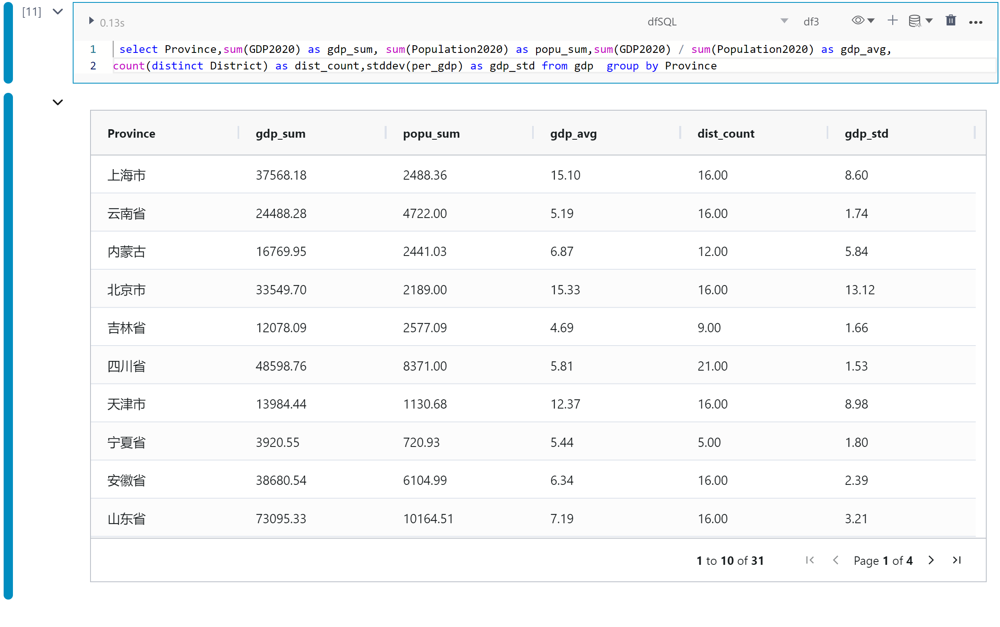 [11]
0.13s dfSQL df3
1 select Province,sum(GDP2020) as gdp_sum, sum(Population2020) as popu_sum,sum(GDP2020) / sum(Population2020) as gdp_avg,
2 count(distinct District) as dist_count,stddev(per_gdp) as gdp_std from gdp  group by Province
Province gdp_sum popu_sum gdp_avg dist_count gdp_std
上海市 37568.18 2488.36 15.10 16.00 8.60
云南省 24488.28 4722.00 5.19 16.00 1.74
内蒙古 16769.95 2441.03 6.87 12.00 5.84
北京市 33549.70 2189.00 15.33 16.00 13.12
吉林省 12078.09 2577.09 4.69 9.00 1.66
四川省 48598.76 8371.00 5.81 21.00 1.53
天津市 13984.44 1130.68 12.37 16.00 8.98
宁夏省 3920.55 720.93 5.44 5.00 1.80
安徽省 38680.54 6104.99 6.34 16.00 2.39
山东省 73095.33 10164.51 7.19 16.00 3.21
1 to 10 of 31 Page 1 of 4